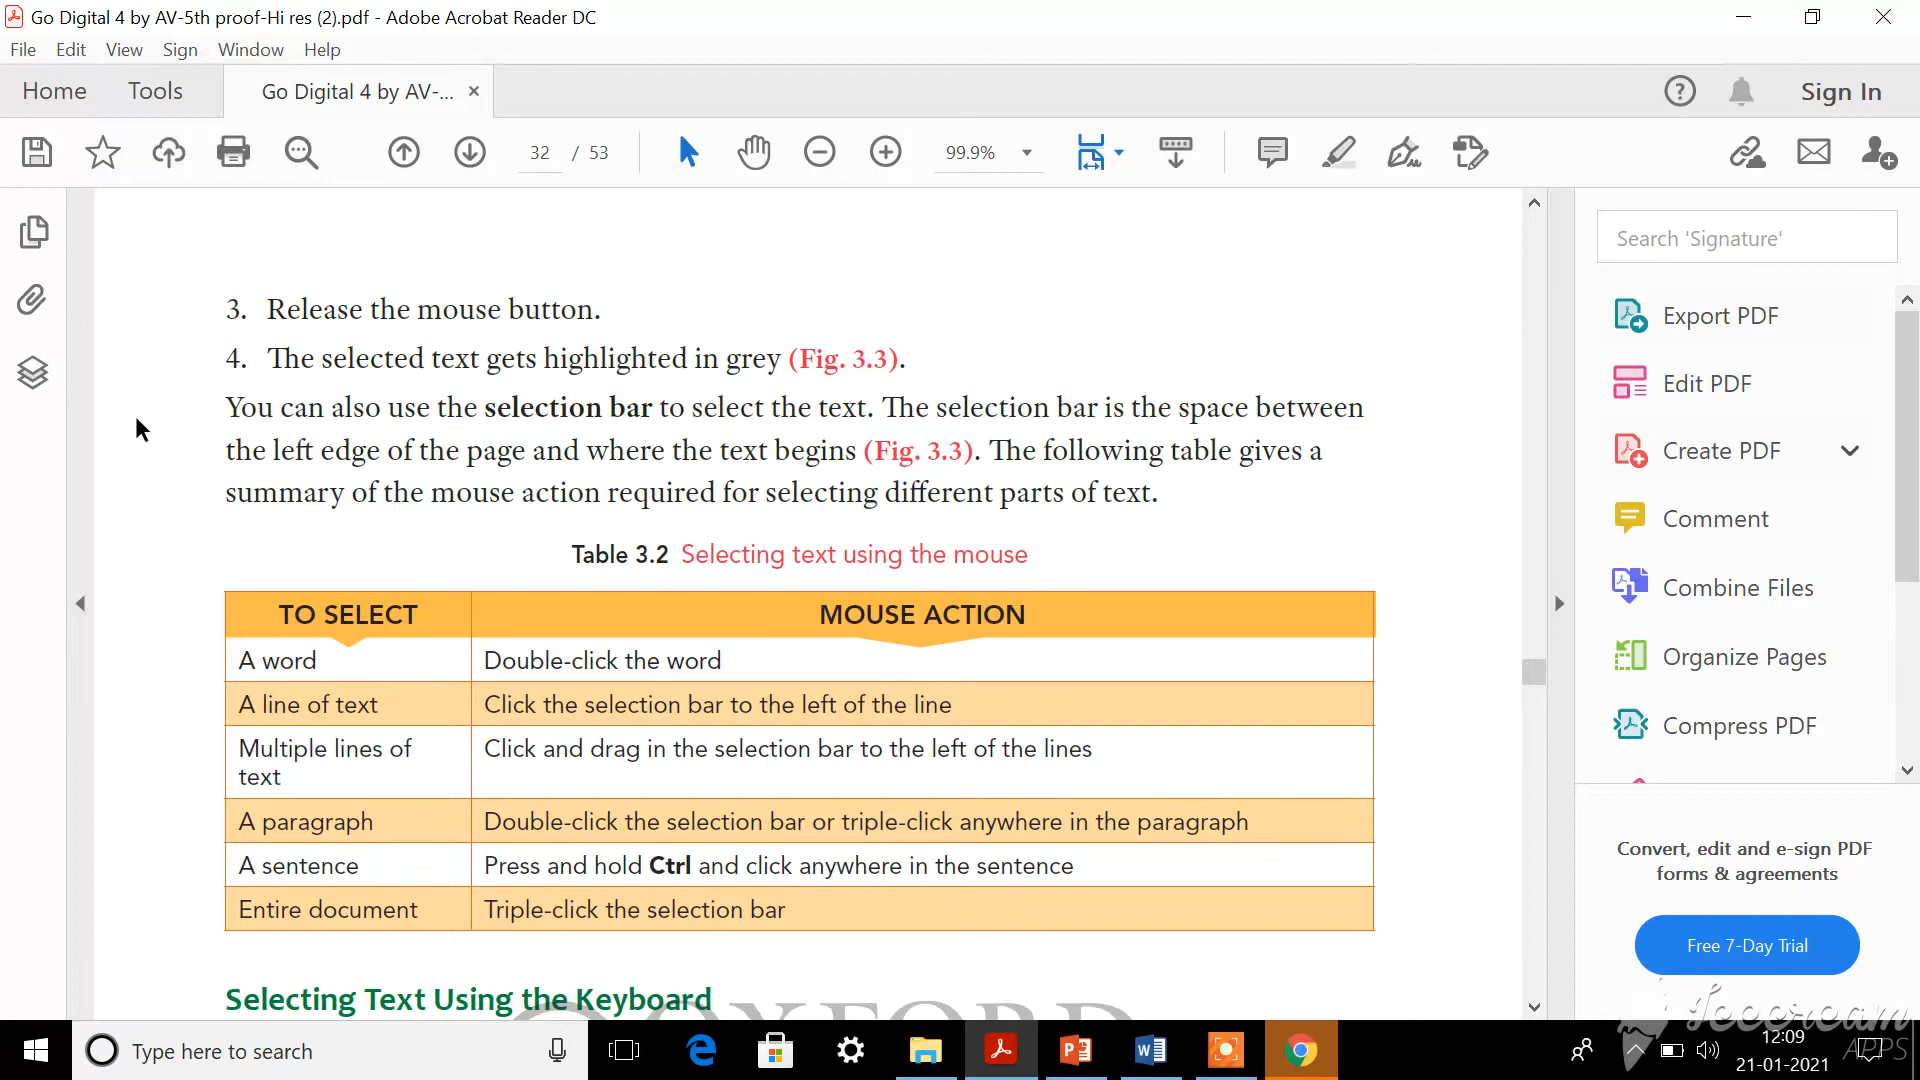 Go Digital 4 by AV-5th proof-Hi res (2).pdf - Adobe Acrobat Reader DC
File Edit View Sign Window Help
Home Tools Go Digital 4 by AV-... × Sign In
32 / 53 99.9%
Search 'Signature'
3. Release the mouse button.
4. The selected text gets highlighted in grey (Fig. 3.3).
You can also use the selection bar to select the text. The selection bar is the space between
the left edge of the page and where the text begins (Fig. 3.3). The following table gives a
summary of the mouse action required for selecting different parts of text.
Table 3.2 Selecting text using the mouse
TO SELECT MOUSE ACTION
A word Double-click the word
A line of text Click the selection bar to the left of the line
Multiple lines of Click and drag in the selection bar to the left of the lines
text
A paragraph Double-click the selection bar or triple-click anywhere in the paragraph
A sentence Press and hold Ctrl and click anywhere in the sentence
Entire document Triple-click the selection bar
Selecting Text Using the Keyboard
OXFORD
Export PDF
Edit PDF
Create PDF
Comment
Combine Files
Organize Pages
Compress PDF
Convert, edit and e-sign PDF
forms & agreements
Free 7-Day Trial
Icecream
APPS
Type here to search
12:09
21-01-2021